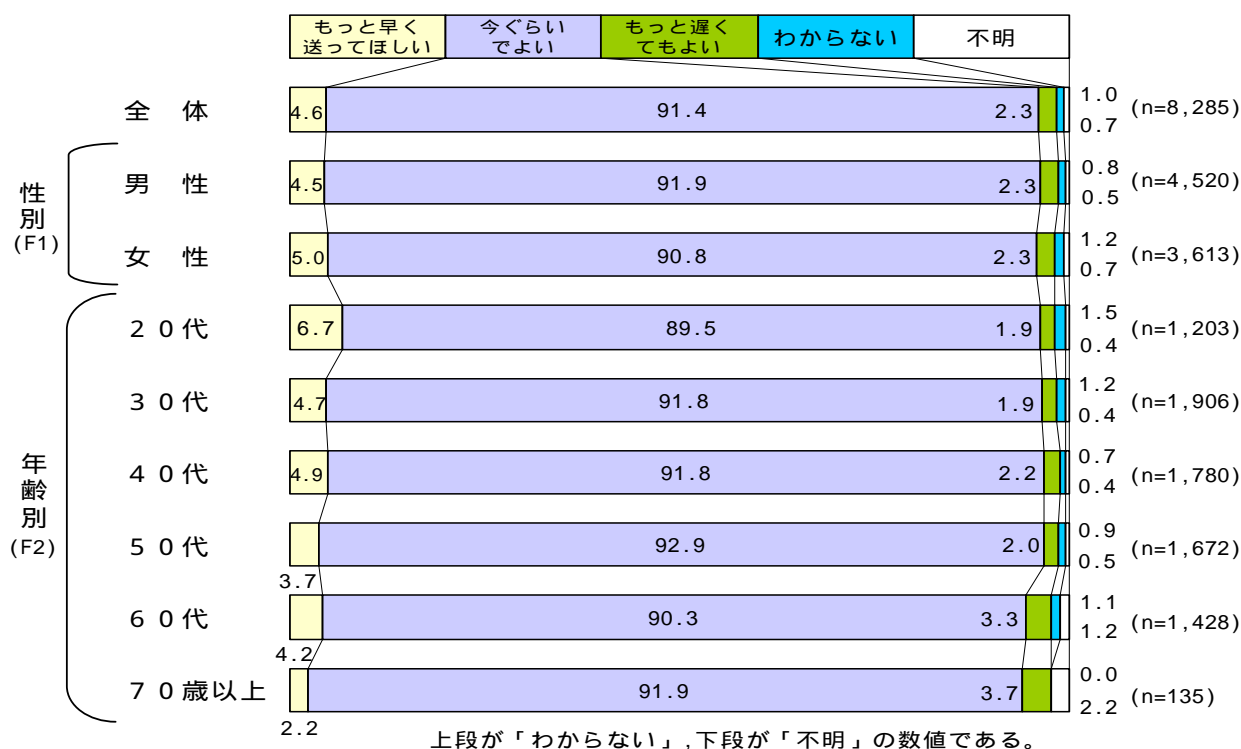 もっと早く
送ってほしい
今ぐらい
でよい
もっと遅く
てもよい
わからない
不明
全 体
4.6
91.4
2.3
1.0
0.7
(n=8,285)
性別
(F1)
男 性
4.5
91.9
2.3
0.8
0.5
(n=4,520)
女 性
5.0
90.8
2.3
1.2
0.7
(n=3,613)
年齢別
(F2)
２０代
6.7
89.5
1.9
1.5
0.4
(n=1,203)
３０代
4.7
91.8
1.9
1.2
0.4
(n=1,906)
４０代
4.9
91.8
2.2
0.7
0.4
(n=1,780)
５０代
3.7
92.9
2.0
0.9
0.5
(n=1,672)
６０代
4.2
90.3
3.3
1.1
1.2
(n=1,428)
７０歳以上
2.2
91.9
3.7
0.0
2.2
(n=135)
上段が「わからない」,下段が「不明」の数値である。